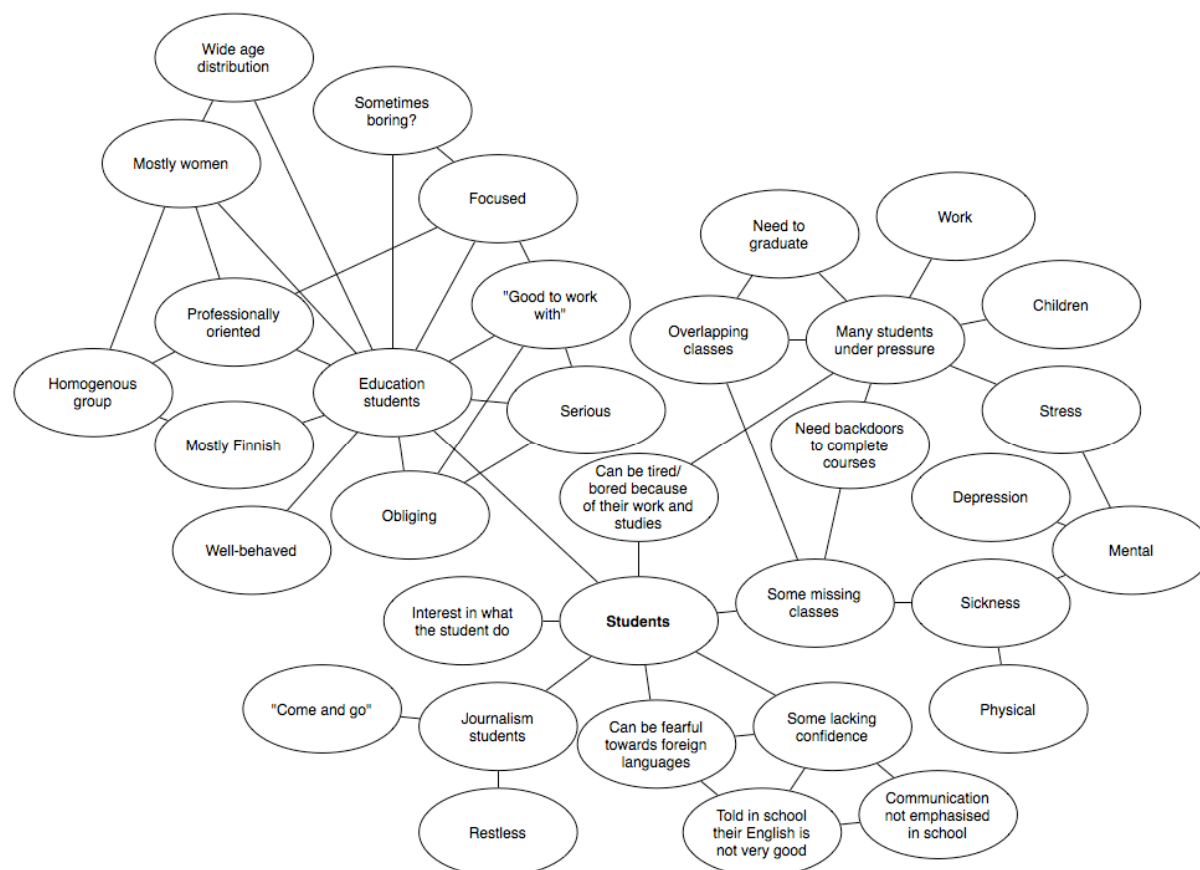 Wide age
distribution
Sometimes
boring?
Mostly women
Focused
Need to
graduate
Work
"Good to work
with"
Children
Professionally
oriented
Overlapping
classes
Many students
under pressure
Homogenous
group
Education
students
Serious
Stress
Mostly Finnish
Need backdoors
to complete
courses
Can be tired/
bored because
of their work and
studies
Depression
Obliging
Well-behaved
Mental
Some missing
classes
Sickness
Interest in what
the student do
Students
"Come and go"
Journalism
students
Can be fearful
towards foreign
languages
Some lacking
confidence
Physical
Restless
Told in school
their English is
not very good
Communication
not emphasised
in school